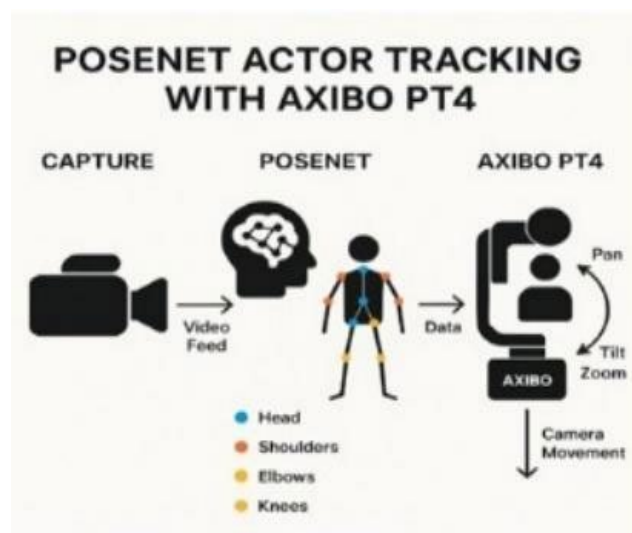 POSENET ACTOR TRACKING
WITH AXIBO PT4
CAPTURE
POSENET
AXIBO PT4
Video
Feed
Data
Pan
Tilt
Zoom
AXIBO
Camera
Movement
Head
Shoulders
Elbows
Knees